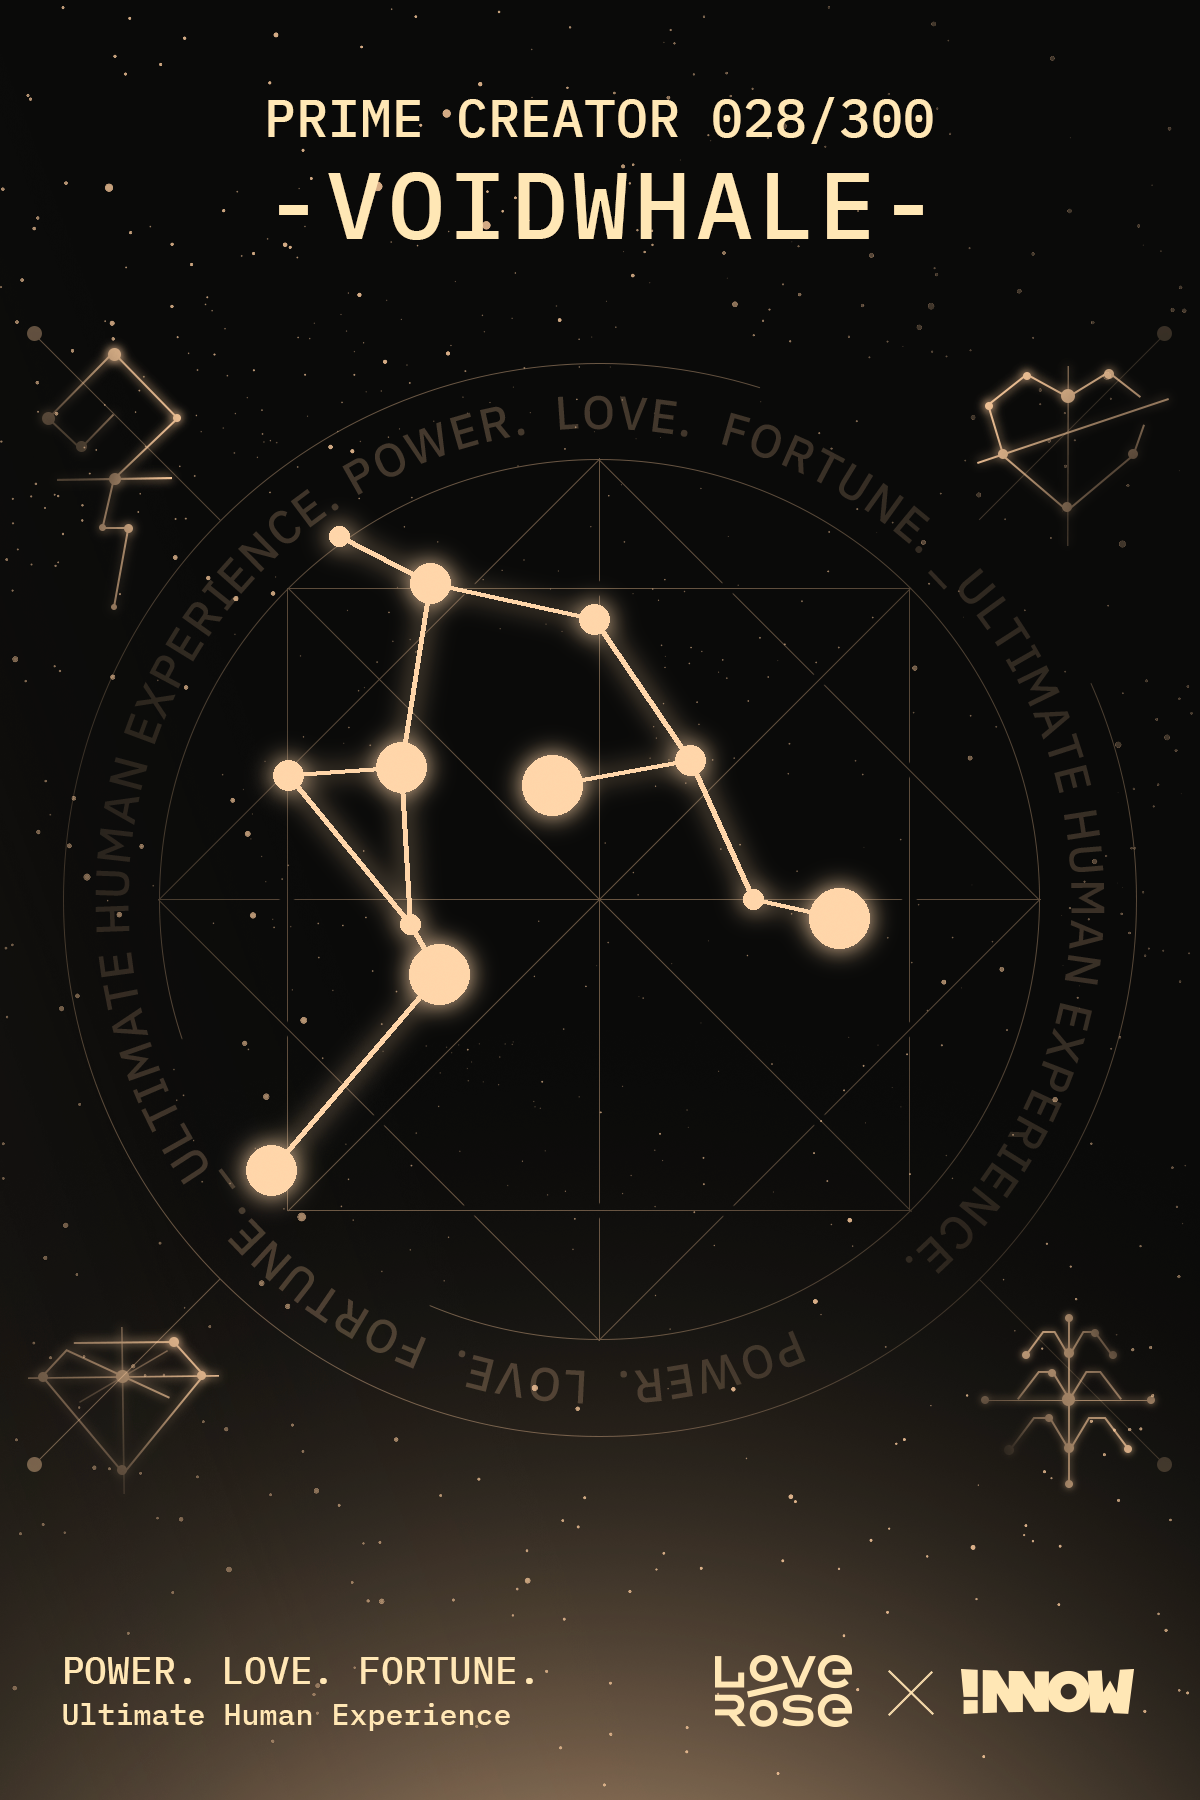 PRIME CREATOR 028/300
-VOIDWHALE-
POWER. LOVE. FORTUNE. - ULTIMATE HUMAN EXPERIENCE.
POWER. LOVE. FORTUNE. - ULTIMATE HUMAN EXPERIENCE.
POWER. LOVE. FORTUNE.
Ultimate Human Experience
LOVE
ROSE
!NNOW